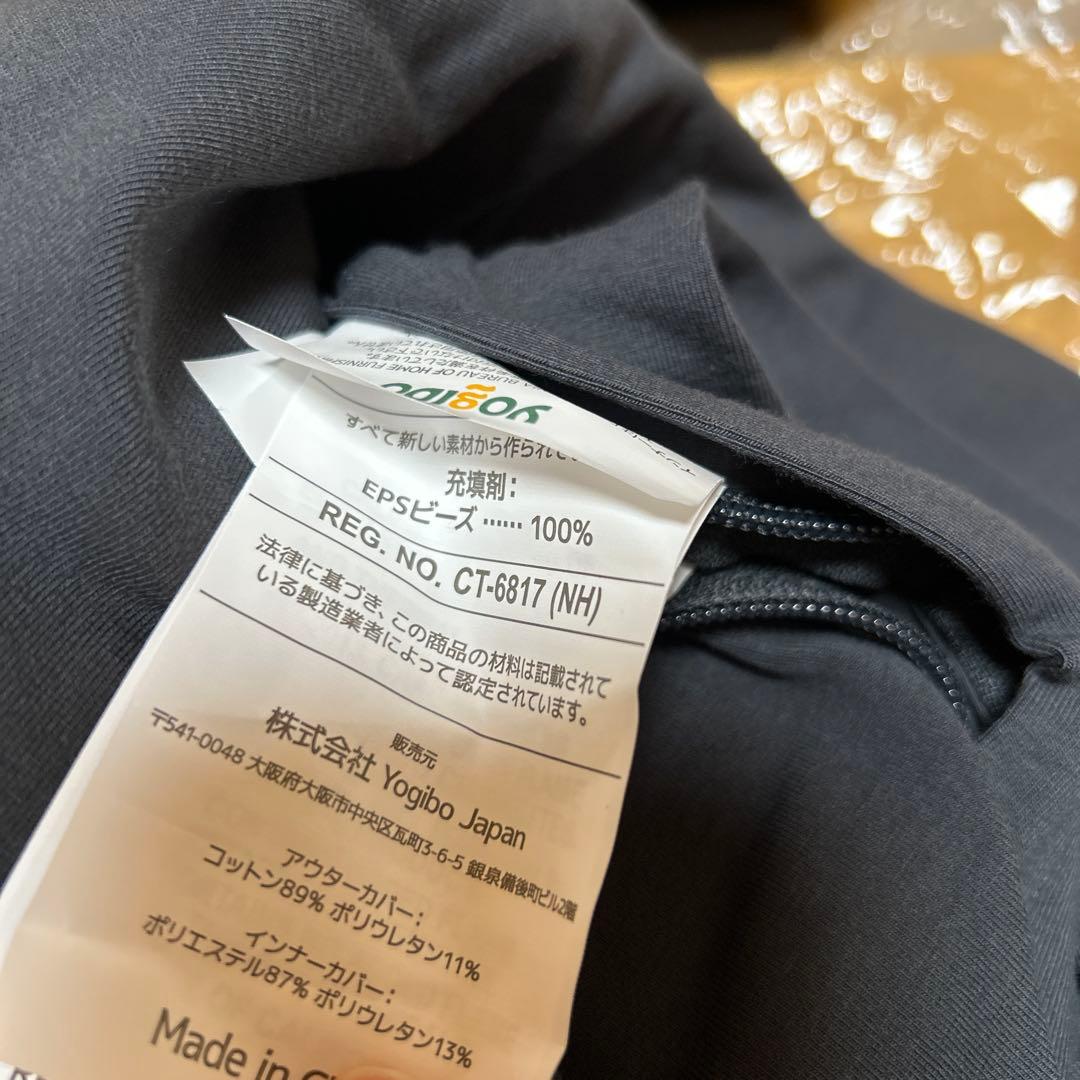 BUREAU OF HOME FURNISH
yogibo
すべて新しい素材から作られて
充填剤：
EPSビーズ …… 100%
REG. NO. CT-6817 (NH)
法律に基づき、この商品の材料は記載されて
いる製造業者によって認定されています。
販売元
株式会社 Yogibo Japan
〒541-0048 大阪府大阪市中央区瓦町3-6-5 銀泉備後町ビル2階
アウターカバー：
コットン89% ポリウレタン11%
インナーカバー：
ポリエステル87% ポリウレタン13%
Made in